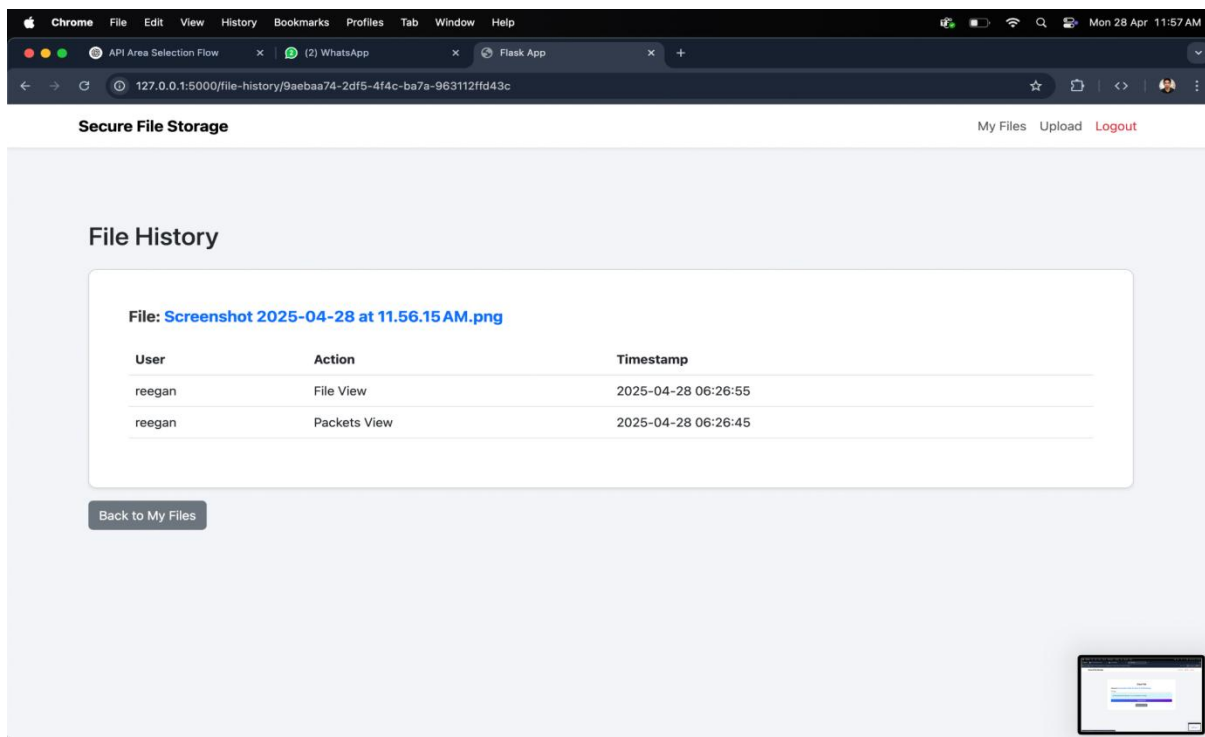 Chrome File Edit View History Bookmarks Profiles Tab Window Help Mon 28 Apr 11:57 AM
API Area Selection Flow (2) WhatsApp Flask App
127.0.0.1:5000/file-history/9aebaa74-2df5-4f4c-ba7a-963112ffd43c
Secure File Storage My Files Upload Logout
File History
File: Screenshot 2025-04-28 at 11.56.15 AM.png
User Action Timestamp
reegan File View 2025-04-28 06:26:55
reegan Packets View 2025-04-28 06:26:45
Back to My Files